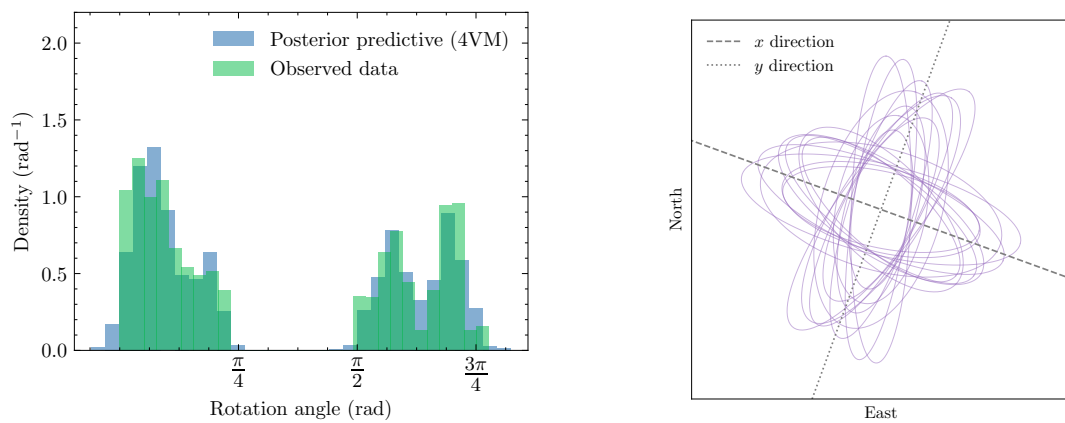 2.0
1.5
1.0
0.5
0.0
Density (rad⁻¹)
Posterior predictive (4VM)
Observed data
π/4
π/2
3π/4
Rotation angle (rad)
x direction
y direction
North
East